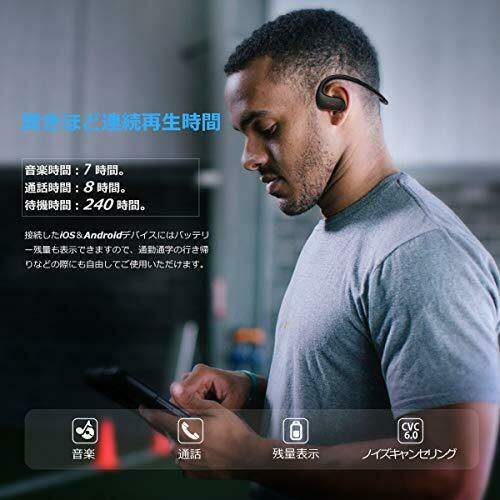 驚きほど連続再生時間
音楽時間：7 時間。
通話時間：8 時間。
待機時間：240 時間。
接続したiOS＆Androidデバイスにはバッテリ
ー残量も表示できますので、通勤通学の行き帰
りなどの際にも自由してご使用いただけます。
音楽
通話
残量表示
CVC
6.0
ノイズキャンセリング